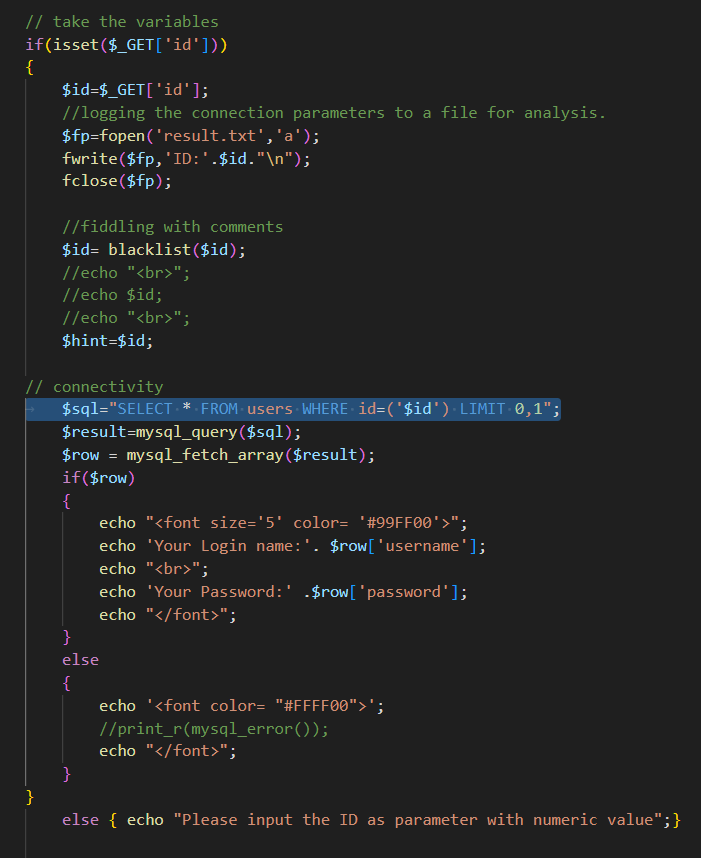 // take the variables
if(isset($_GET['id']))
{
$id=$_GET['id'];
//logging the connection parameters to a file for analysis.
$fp=fopen('result.txt','a');
fwrite($fp,'ID:'.$id."\n");
fclose($fp);
//fiddling with comments
$id= blacklist($id);
//echo "<br>";
//echo $id;
//echo "<br>";
$hint=$id;
// connectivity
$sql="SELECT * FROM users WHERE id=('$id') LIMIT 0,1";
$result=mysql_query($sql);
$row = mysql_fetch_array($result);
if($row)
{
echo "<font size='5' color= '#99FF00'>";
echo 'Your Login name:'. $row['username'];
echo "<br>";
echo 'Your Password:' .$row['password'];
echo "</font>";
}
else
{
echo '<font color= "#FFFF00">';
//print_r(mysql_error());
echo "</font>";
}
}
else { echo "Please input the ID as parameter with numeric value";}